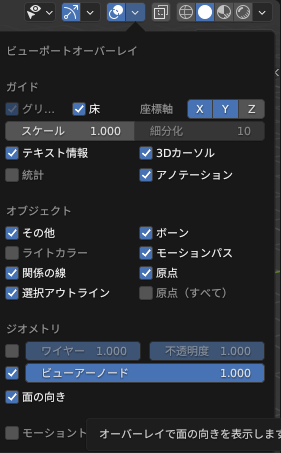 ビューポートオーバーレイ
ガイド
グリ... 床 座標軸 X Y Z
スケール 1.000 細分化 10
テキスト情報 3Dカーソル
統計 アノテーション
オブジェクト
その他 ボーン
ライトカラー モーションパス
関係の線 原点
選択アウトライン 原点（すべて）
ジオメトリ
ワイヤー 1.000 不透明度 1.000
ビューアーノード 1.000
面の向き
モーショント
オーバーレイで面の向きを表示します